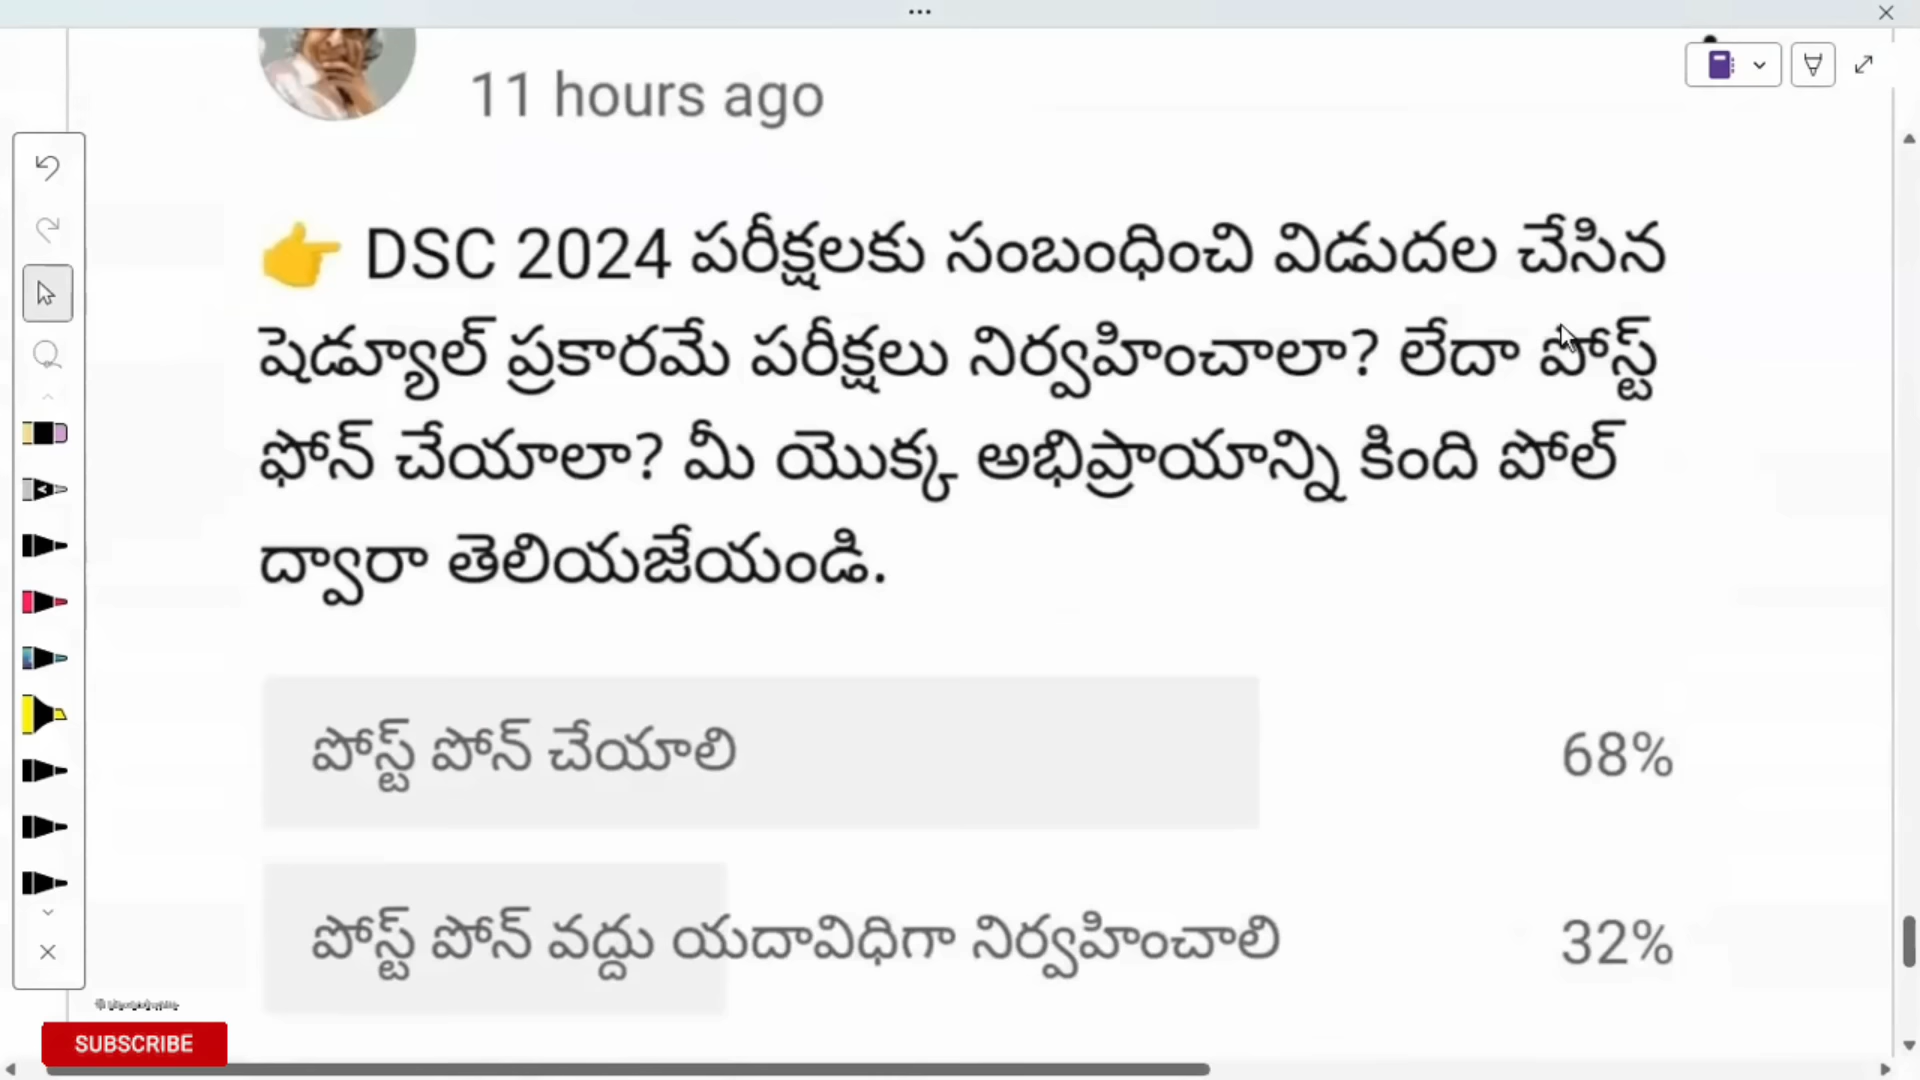 11 hours ago
👉 DSC 2024 పరీక్షలకు సంబంధించి విడుదల చేసిన
షెడ్యూల్ ప్రకారమే పరీక్షలు నిర్వహించాలా? లేదా పోస్ట్
ఫోన్ చేయాలా? మీ యొక్క అభిప్రాయాన్ని కింది పోల్
ద్వారా తెలియజేయండి.
పోస్ట్ పోన్ చేయాలి 68%
పోస్ట్ పోన్ వద్దు యదావిధిగా నిర్వహించాలి 32%
SUBSCRIBE